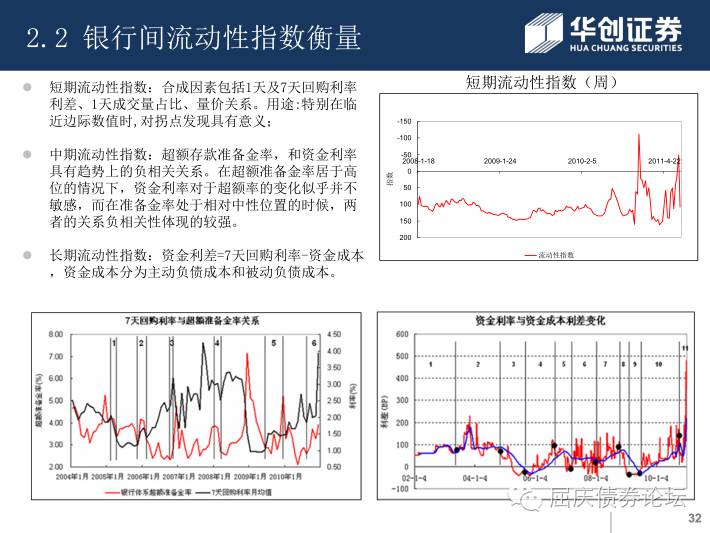 2.2 银行间流动性指数衡量
华创证券
HUA CHUANG SECURITIES
短期流动性指数：合成因素包括1天及7天回购利率
利差、1天成交量占比、量价关系。用途:特别在临
近边际数值时,对拐点发现具有意义;
中期流动性指数：超额存款准备金率，和资金利率
具有趋势上的负相关关系。在超额准备金率居于高
位的情况下，资金利率对于超额率的变化似乎并不
敏感，而在准备金率处于相对中性位置的时候，两
者的关系负相关性体现的较强。
长期流动性指数：资金利差=7天回购利率-资金成本
，资金成本分为主动负债成本和被动负债成本。
短期流动性指数（周）
-150
-100
-50
2008-1-18 2009-1-24 2010-2-5 2011-4-22
0
50
100
150
200
指数
流动性指数
7天回购利率与超额准备金率关系
8.00
7.00
6.00
5.00
4.00
3.00
2.00
超额准备金率(%)
1 2 3 4 5 6
4.50
4.00
3.50
3.00
2.50
2.00
1.50
1.00
0.50
利率(%)
2004年1月 2005年1月 2006年1月 2007年1月 2008年1月 2009年1月 2010年1月
银行体系超额准备金率 7天回购利率月均值
资金利率与资金成本利差变化
600
500
400
300
200
100
0
-100
利差(BP)
1 2 3 4 5 6 7 8 9 10 11
02-1-4 04-1-4 06-1-4 08-1-4 10-1-4
屈庆债券论坛
32